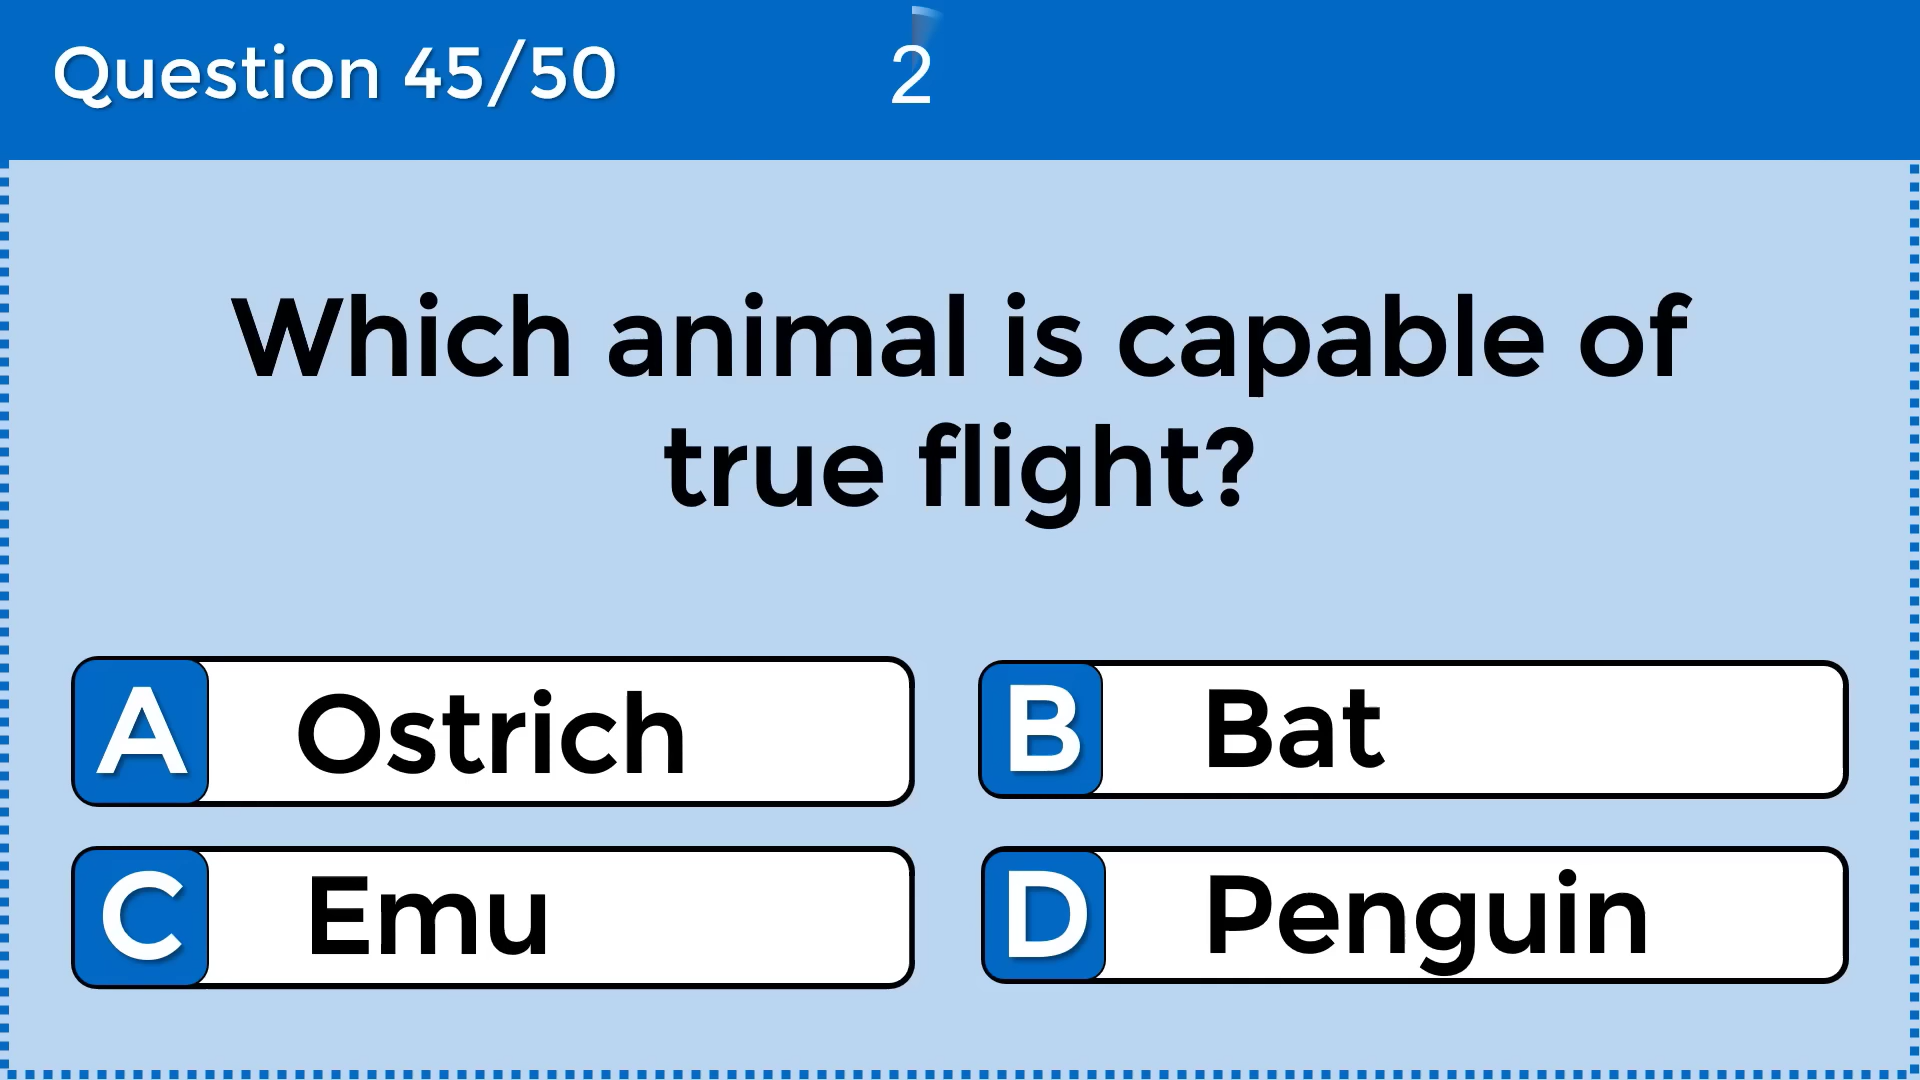 Question 45/50
2
Which animal is capable of
true flight?
A Ostrich
B Bat
C Emu
D Penguin